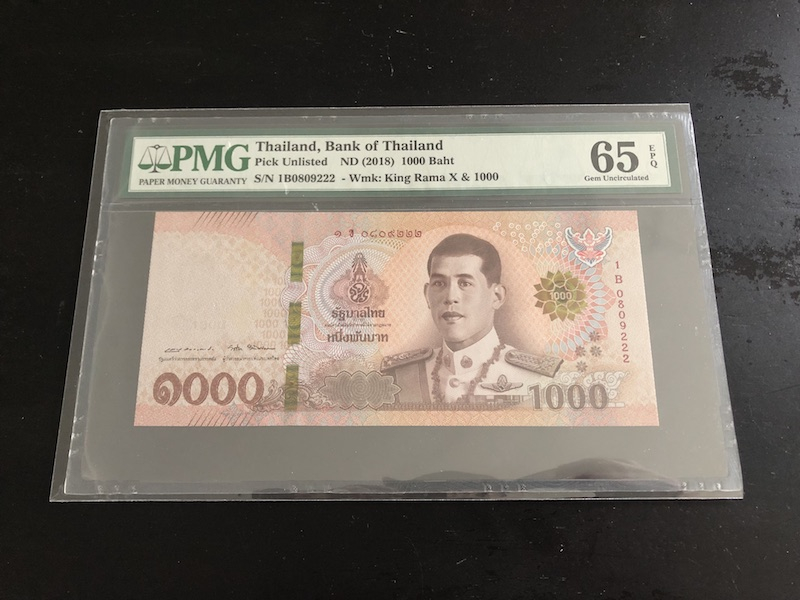 PMG
PAPER MONEY GUARANTY
Thailand, Bank of Thailand
Pick Unlisted ND (2018) 1000 Baht
S/N 1B0809222 - Wmk: King Rama X & 1000
65 EPQ
Gem Uncirculated
๑ จ ๐๘๐๙๒๒๒
1B0809222
1000
รัฐบาลไทย
หนึ่งพันบาท
๑๐๐๐
1000